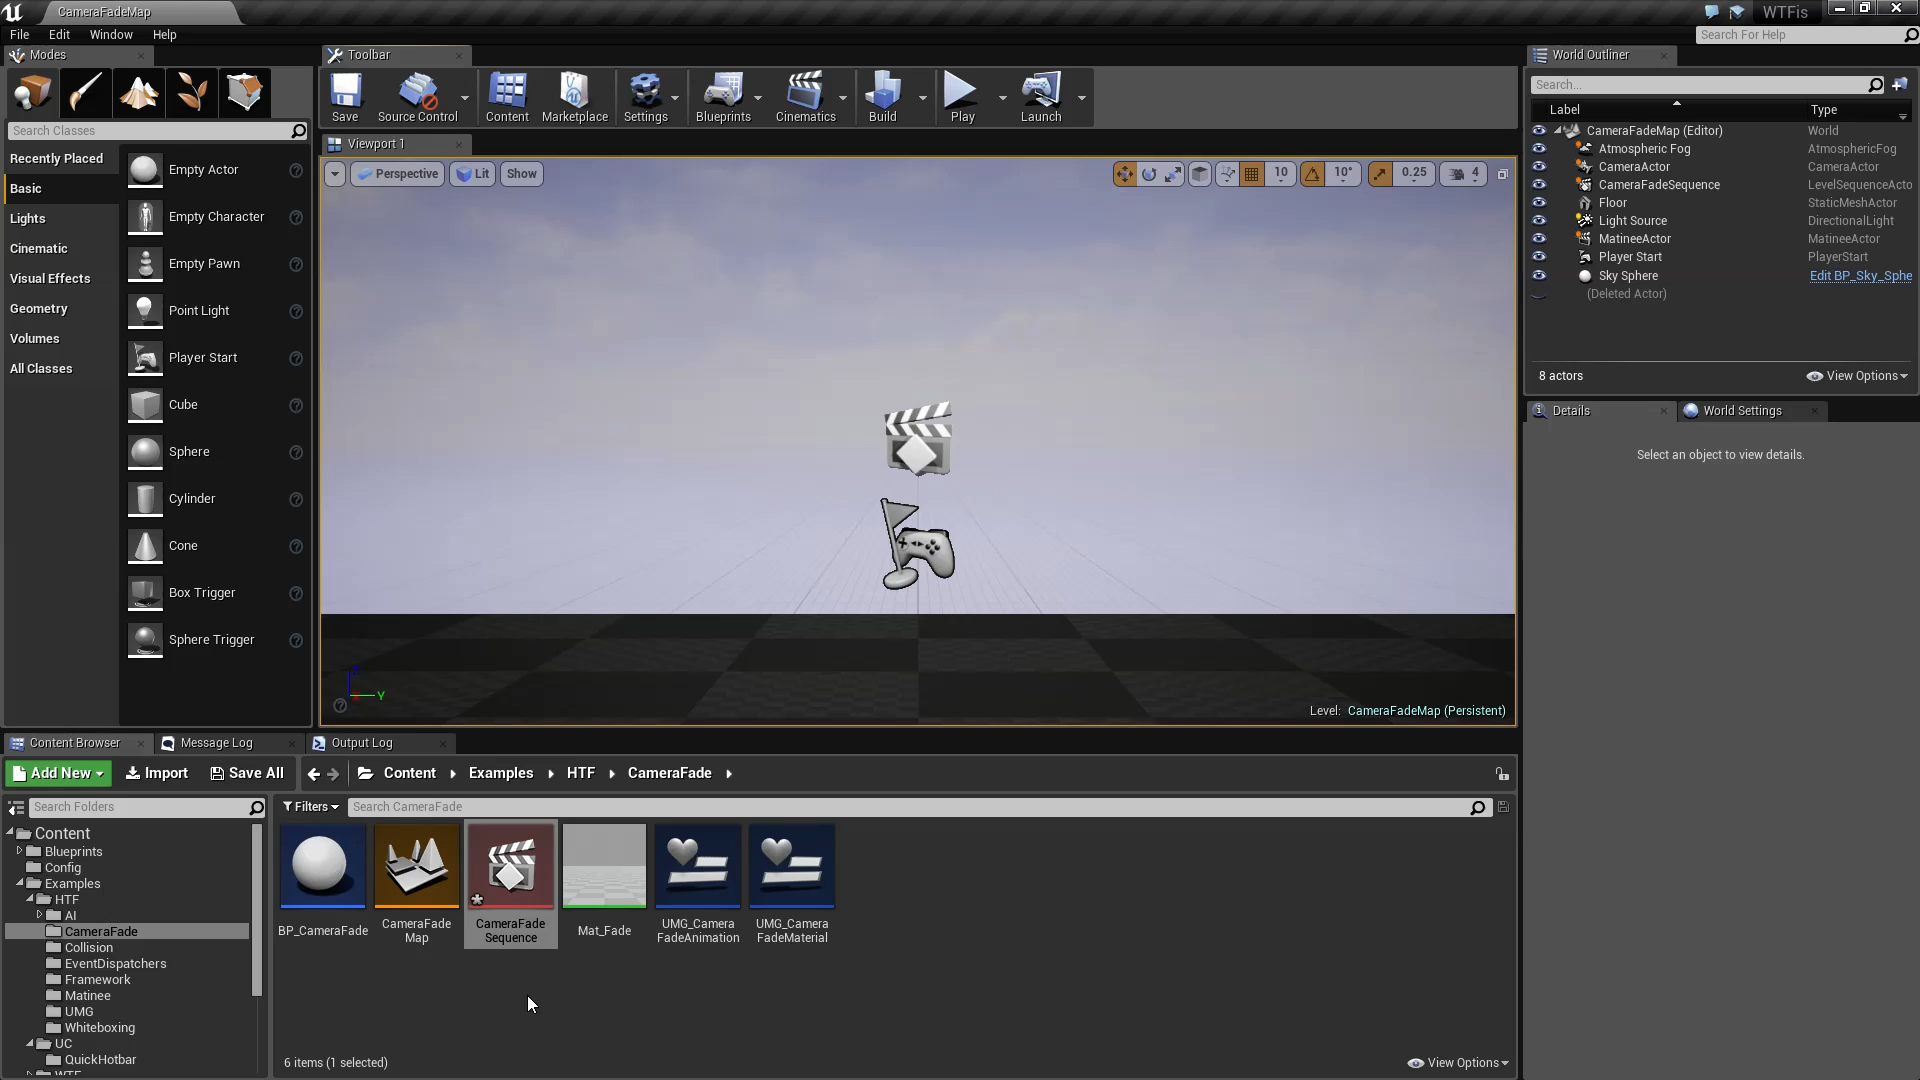 CameraFadeMap
WTFis
File
Edit
Window
Help
Search For Help
Modes
Toolbar
World Outliner
Save
Source Control
Content
Marketplace
Settings
Blueprints
Cinematics
Build
Play
Launch
Search...
Label
Type
CameraFadeMap (Editor)
World
Atmospheric Fog
AtmosphericFog
CameraActor
CameraActor
CameraFadeSequence
LevelSequenceActo
Floor
StaticMeshActor
Light Source
DirectionalLight
MatineeActor
MatineeActor
Player Start
PlayerStart
Sky Sphere
Edit BP_Sky_Sphe
(Deleted Actor)
8 actors
View Options
Search Classes
Recently Placed
Basic
Lights
Cinematic
Visual Effects
Geometry
Volumes
All Classes
Empty Actor
Empty Character
Empty Pawn
Point Light
Player Start
Cube
Sphere
Cylinder
Cone
Box Trigger
Sphere Trigger
Viewport 1
Perspective
Lit
Show
10
10°
0.25
4
Y
Level: CameraFadeMap (Persistent)
Details
World Settings
Select an object to view details.
Content Browser
Message Log
Output Log
Add New
Import
Save All
Content
Examples
HTF
CameraFade
Search Folders
Filters
Search CameraFade
Content
Blueprints
Config
Examples
HTF
AI
CameraFade
Collision
EventDispatchers
Framework
Matinee
UMG
Whiteboxing
UC
QuickHotbar
WTF
BP_CameraFade
CameraFade
Map
CameraFade
Sequence
Mat_Fade
UMG_Camera
FadeAnimation
UMG_Camera
FadeMaterial
6 items (1 selected)
View Options